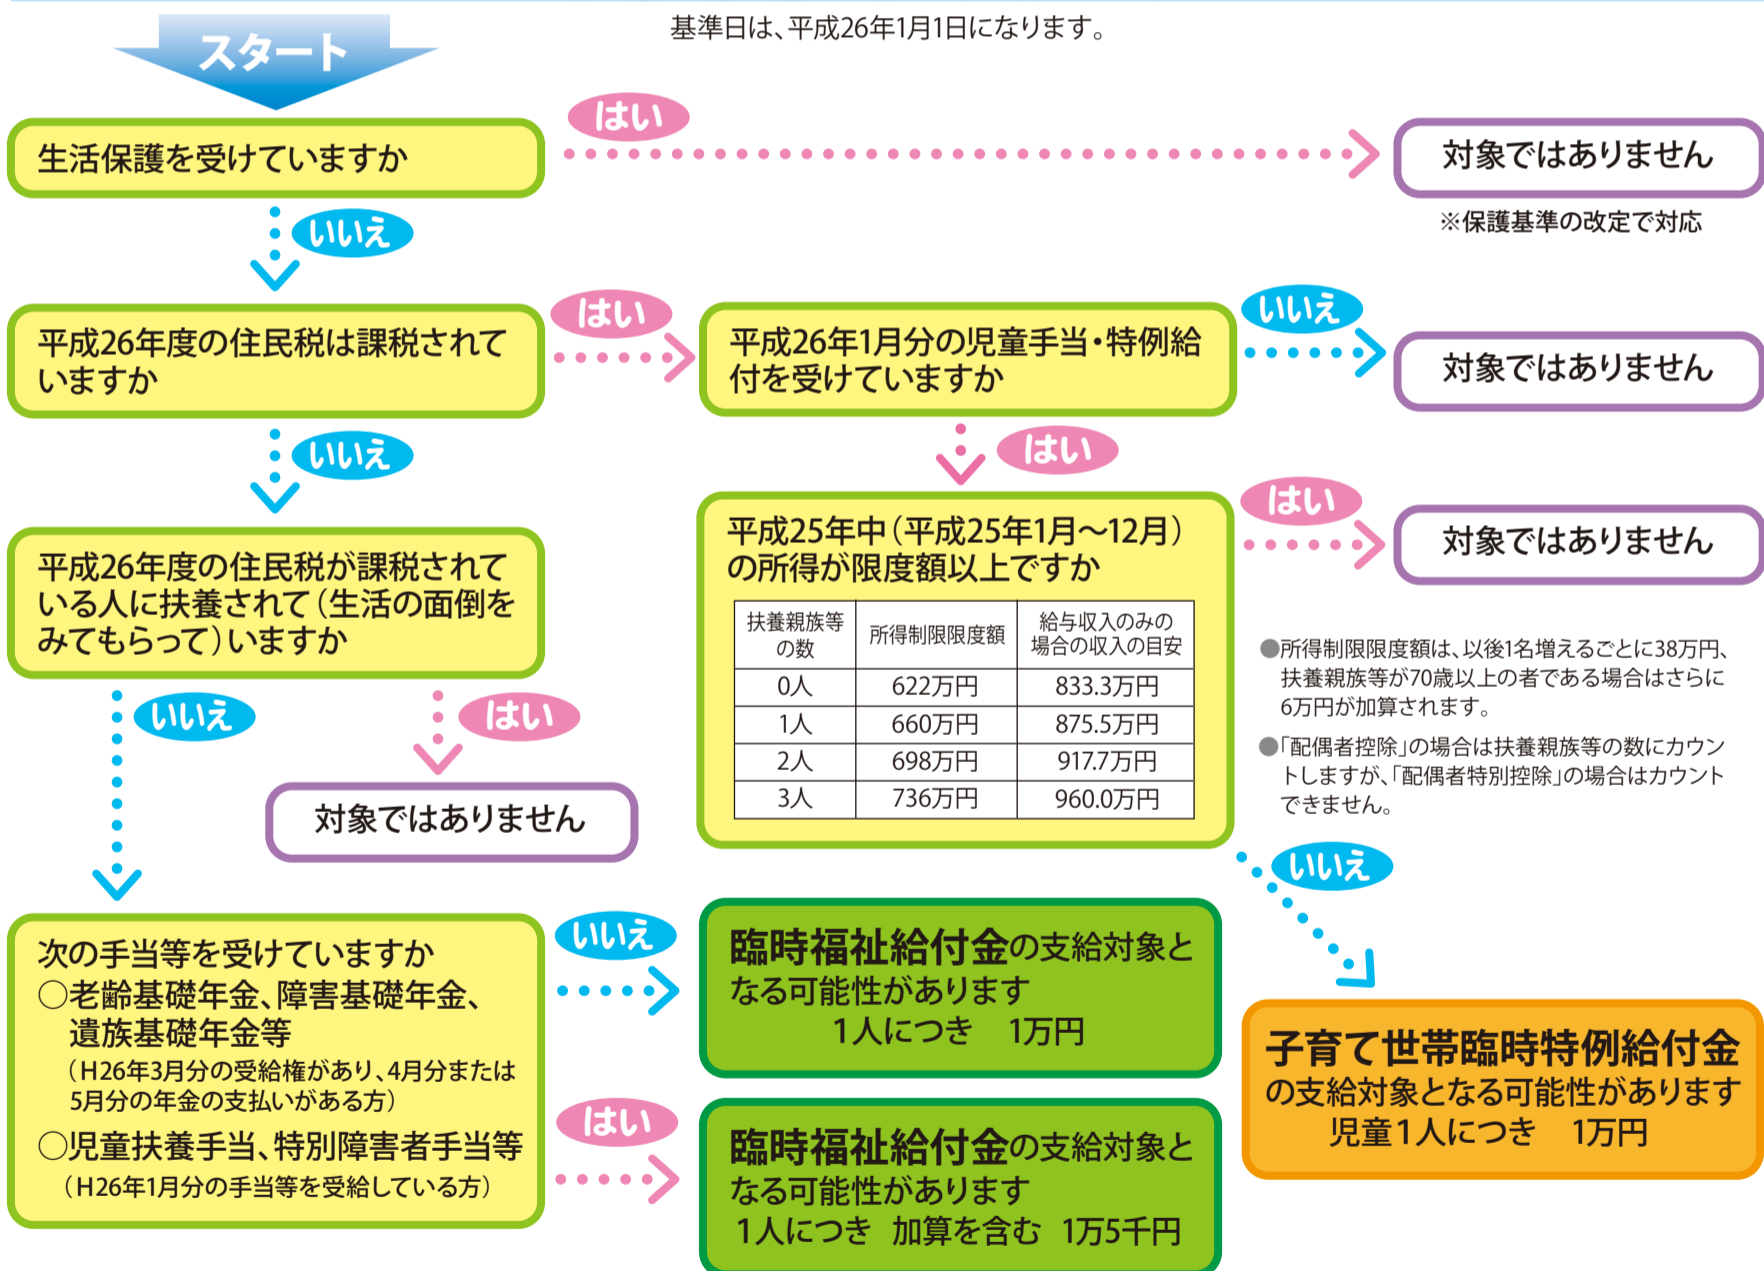 基準日は、平成26年1月1日になります。
スタート
生活保護を受けていますか
はい
対象ではありません
※保護基準の改定で対応
いいえ
平成26年度の住民税は課税されて
いますか
はい
平成26年1月分の児童手当・特例給
付を受けていますか
いいえ
対象ではありません
いいえ
はい
平成26年度の住民税が課税されて
いる人に扶養されて(生活の面倒を
みてもらって)いますか
平成25年中(平成25年1月～12月)
の所得が限度額以上ですか
扶養親族等
の数
所得制限限度額
給与収入のみの
場合の収入の目安
0人 622万円 833.3万円
1人 660万円 875.5万円
2人 698万円 917.7万円
3人 736万円 960.0万円
はい
対象ではありません
●所得制限限度額は、以後1名増えるごとに38万円、
扶養親族等が70歳以上の者である場合はさらに
6万円が加算されます。
●「配偶者控除」の場合は扶養親族等の数にカウン
トしますが、「配偶者特別控除」の場合はカウント
できません。
いいえ
はい
対象ではありません
いいえ
次の手当等を受けていますか
○老齢基礎年金、障害基礎年金、
遺族基礎年金等
(H26年3月分の受給権があり、4月分または
5月分の年金の支払いがある方)
○児童扶養手当、特別障害者手当等
(H26年1月分の手当等を受給している方)
いいえ
臨時福祉給付金の支給対象と
なる可能性があります
1人につき 1万円
はい
臨時福祉給付金の支給対象と
なる可能性があります
1人につき 加算を含む 1万5千円
子育て世帯臨時特例給付金
の支給対象となる可能性があります
児童1人につき 1万円